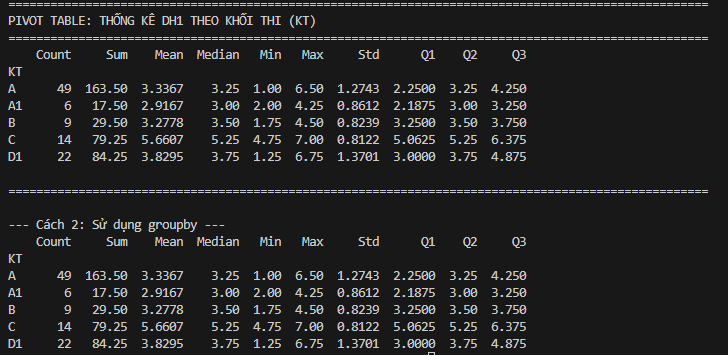 ====================================================================================================
PIVOT TABLE: THỐNG KÊ DH1 THEO KHỐI THI (KT)
====================================================================================================
    Count     Sum    Mean  Median   Min   Max     Std      Q1    Q2     Q3
KT
A      49  163.50  3.3367    3.25  1.00  6.50  1.2743  2.2500  3.25  4.250
A1      6   17.50  2.9167    3.00  2.00  4.25  0.8612  2.1875  3.00  3.250
B       9   29.50  3.2778    3.50  1.75  4.50  0.8239  3.2500  3.50  3.750
C      14   79.25  5.6607    5.25  4.75  7.00  0.8122  5.0625  5.25  6.375
D1     22   84.25  3.8295    3.75  1.25  6.75  1.3701  3.0000  3.75  4.875
====================================================================================================
--- Cách 2: Sử dụng groupby ---
    Count     Sum    Mean  Median   Min   Max     Std      Q1    Q2     Q3
KT
A      49  163.50  3.3367    3.25  1.00  6.50  1.2743  2.2500  3.25  4.250
A1      6   17.50  2.9167    3.00  2.00  4.25  0.8612  2.1875  3.00  3.250
B       9   29.50  3.2778    3.50  1.75  4.50  0.8239  3.2500  3.50  3.750
C      14   79.25  5.6607    5.25  4.75  7.00  0.8122  5.0625  5.25  6.375
D1     22   84.25  3.8295    3.75  1.25  6.75  1.3701  3.0000  3.75  4.875